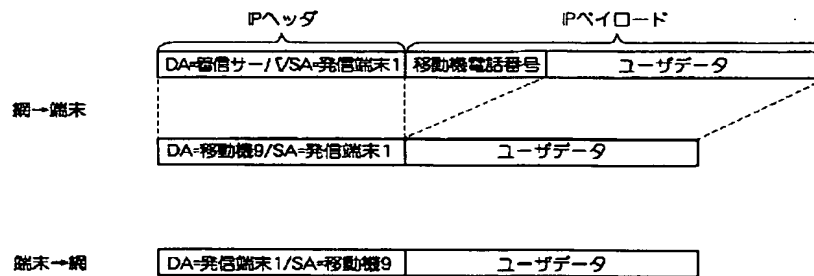 IPヘッダ IPペイロード
DA=着信サーバ/SA=発信端末1 移動機電話番号 ユーザデータ
網→端末
DA=移動機9/SA=発信端末1 ユーザデータ
端末→網 DA=発信端末1/SA=移動機9 ユーザデータ